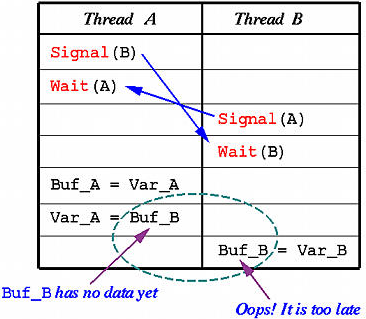 Thread A Thread B
Signal(B)
Wait(A)
Signal(A)
Wait(B)
Buf_A = Var_A
Var_A = Buf_B
Buf_B = Var_B
Buf_B has no data yet
Oops! It is too late